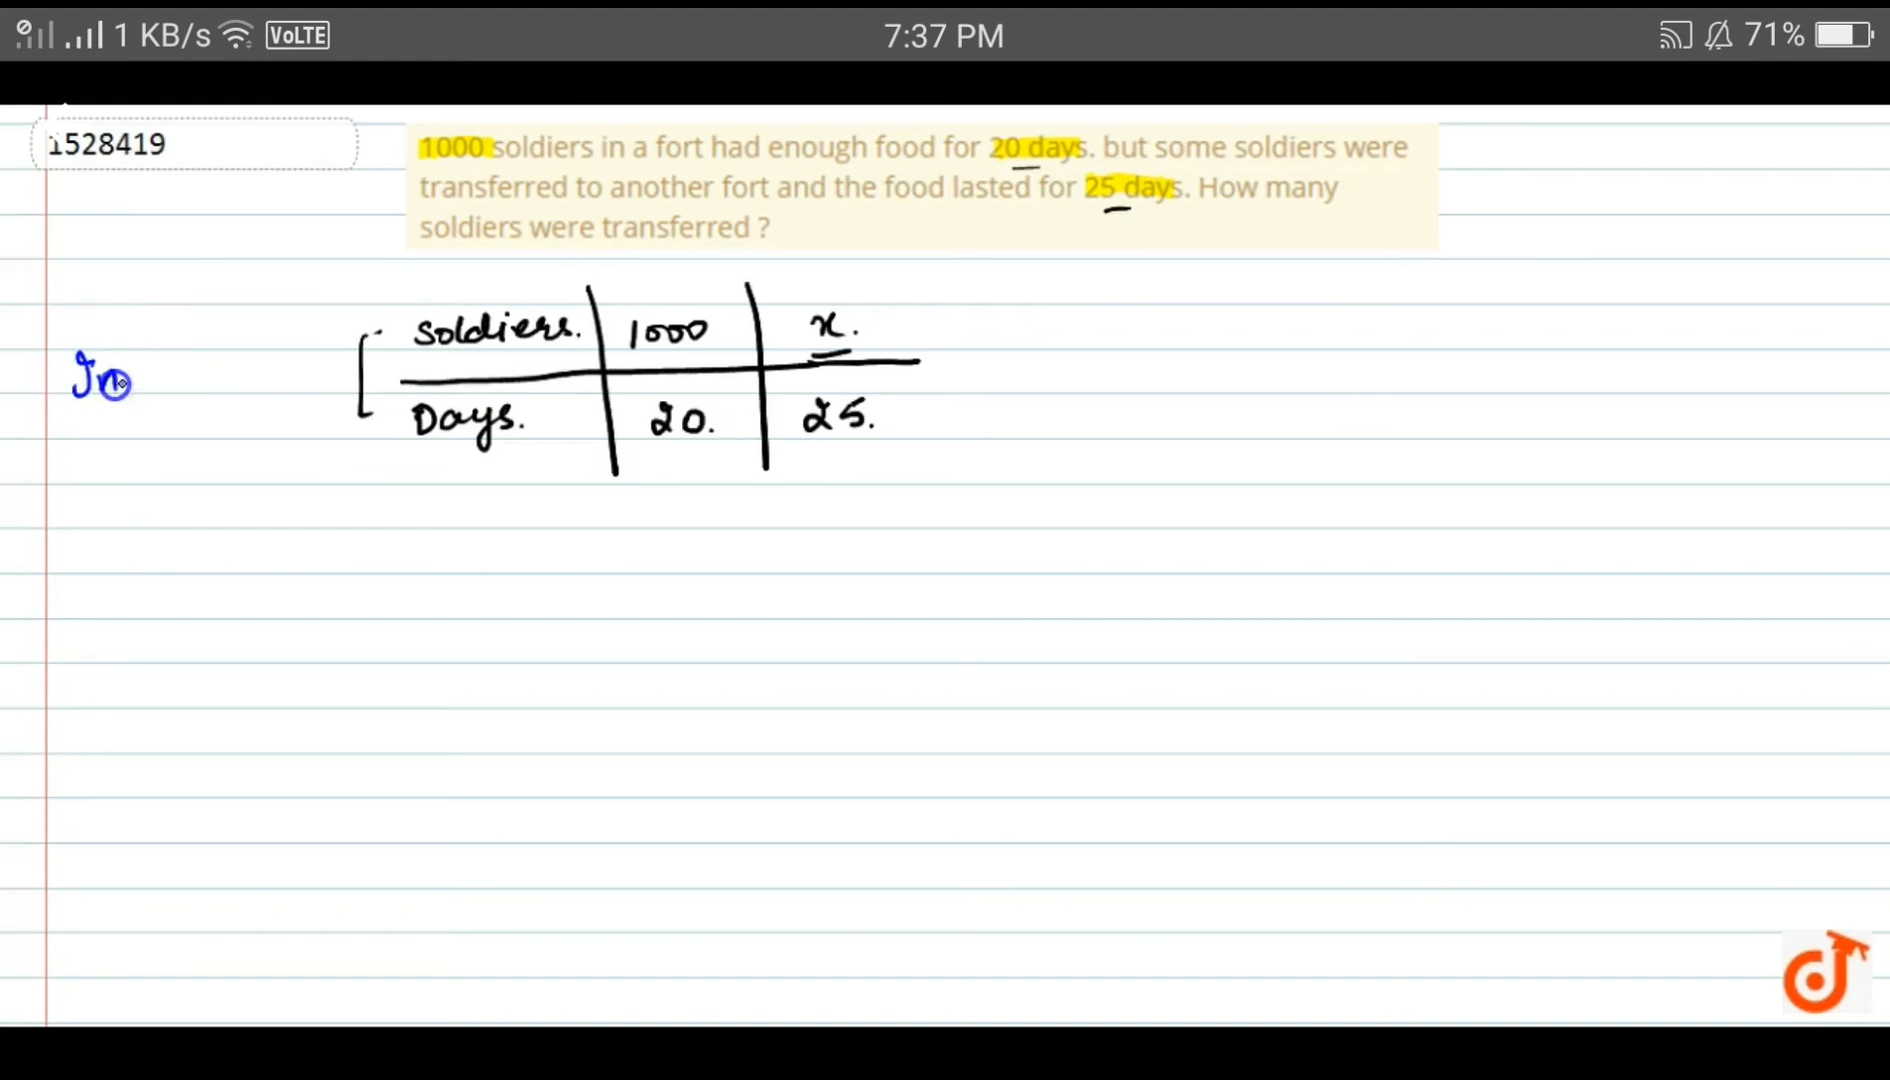 1 KB/s VoLTE 7:37 PM 71%
1528419
1000 soldiers in a fort had enough food for 20 days. but some soldiers were
transferred to another fort and the food lasted for 25 days. How many
soldiers were transferred ?
Soldiers. 1000 x.
In
Days. 20. 25.